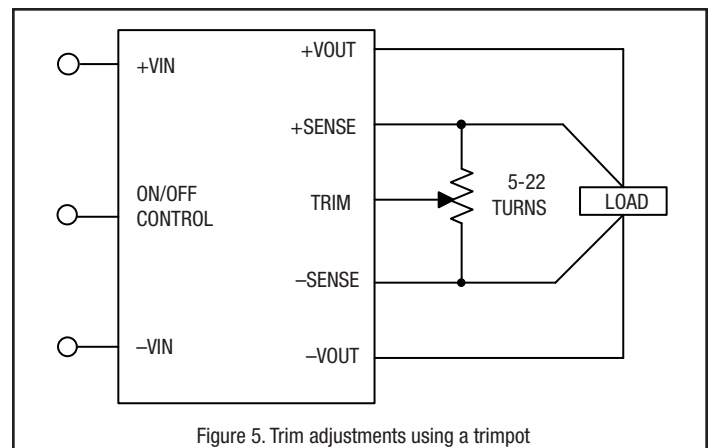 +VIN
ON/OFF
CONTROL
–VIN
+VOUT
+SENSE
TRIM
–SENSE
–VOUT
5-22
TURNS
LOAD
Figure 5. Trim adjustments using a trimpot